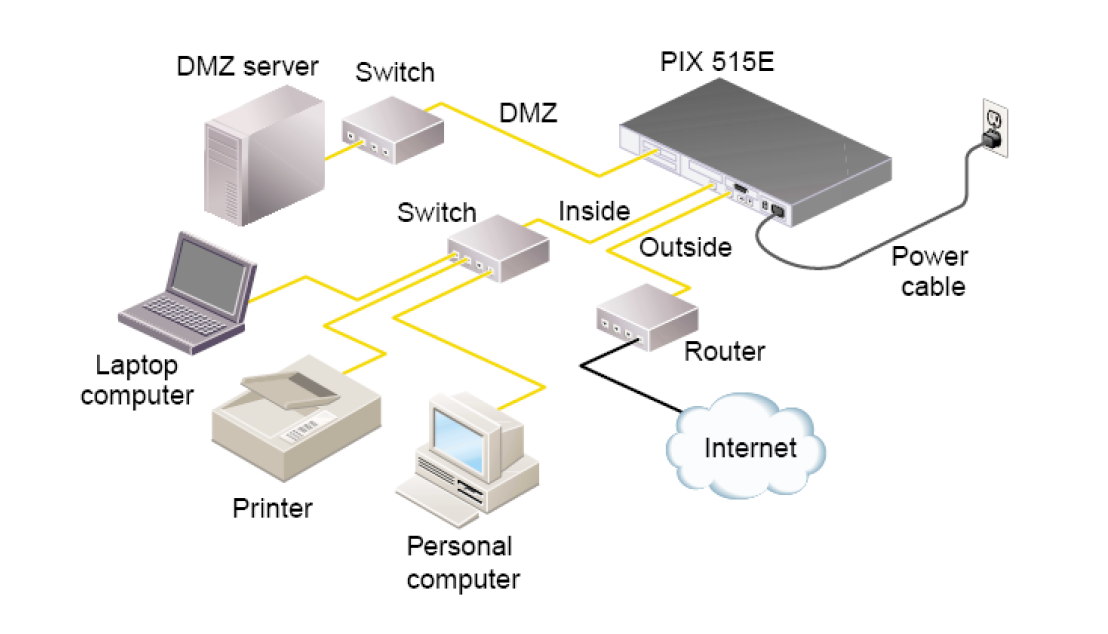 DMZ server
Switch
PIX 515E
DMZ
Switch
Inside
Outside
Power
cable
Laptop
computer
Router
Internet
Printer
Personal
computer